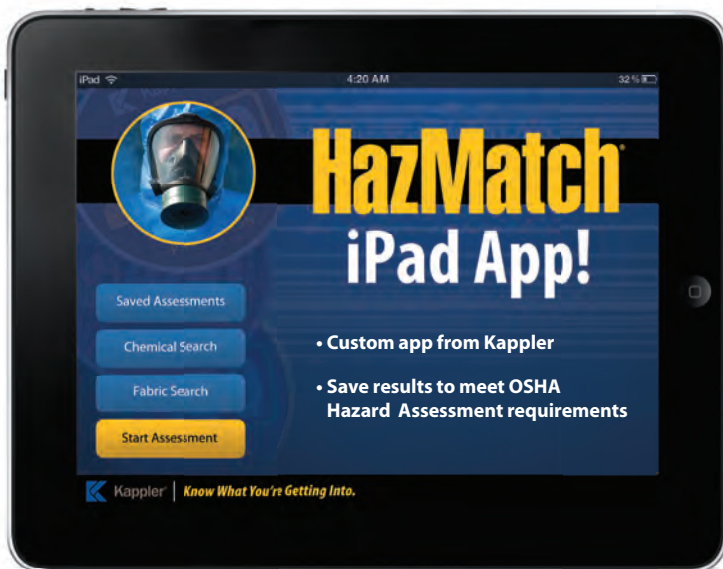 iPad
4:20 AM
32%
HazMatch®
iPad App!
Saved Assessments
Chemical Search
Fabric Search
Start Assessment
• Custom app from Kappler
• Save results to meet OSHA
Hazard Assessment requirements
Kappler® | Know What You're Getting Into.